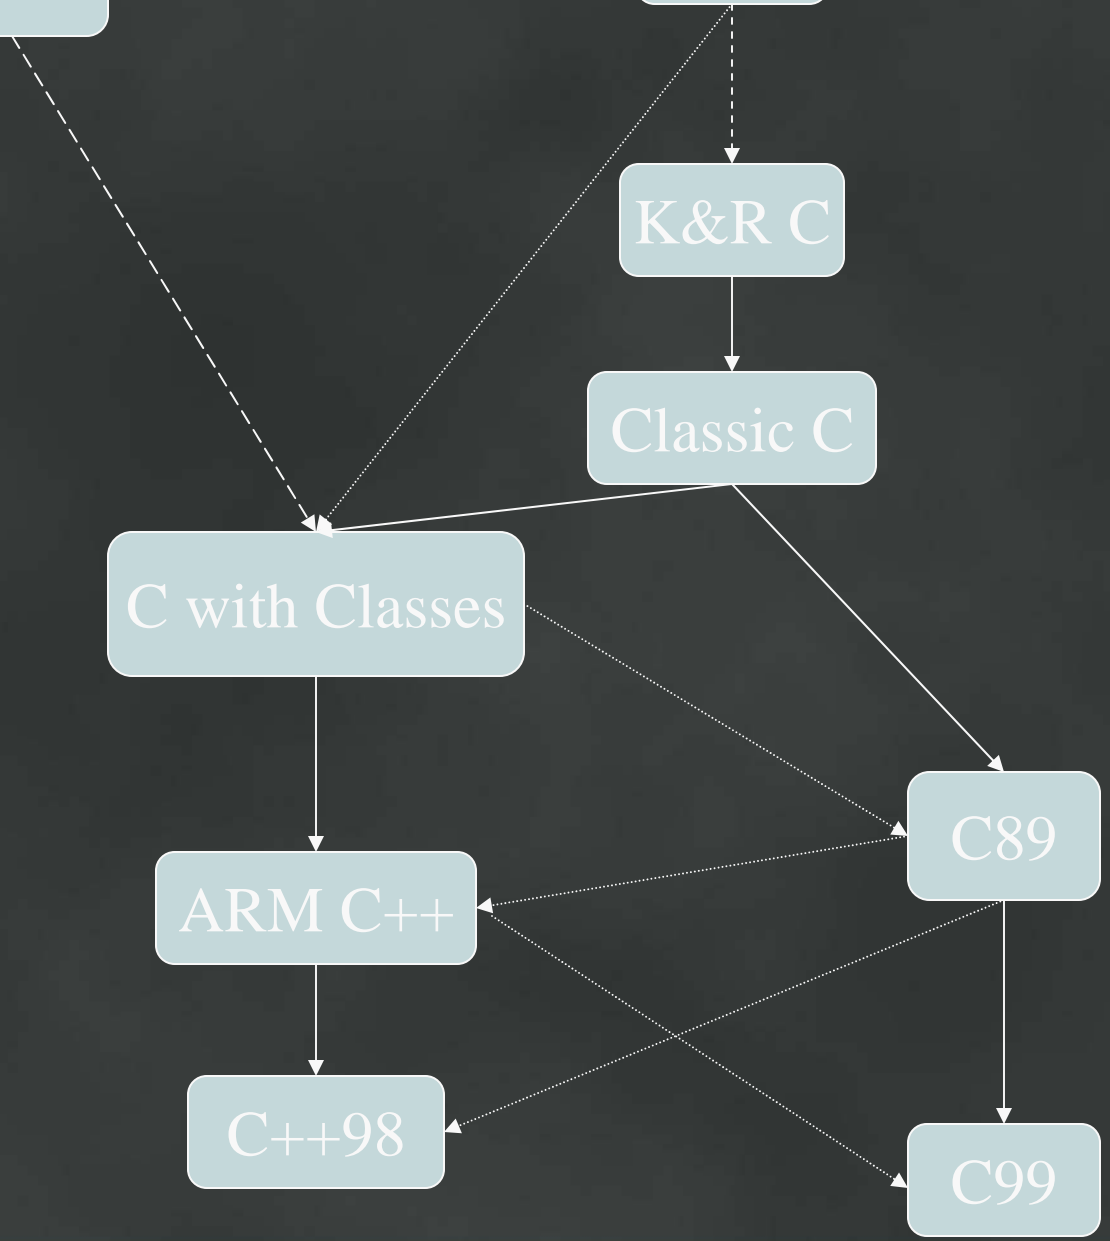 K&R C
Classic C
C with Classes
C89
ARM C++
C++98
C99